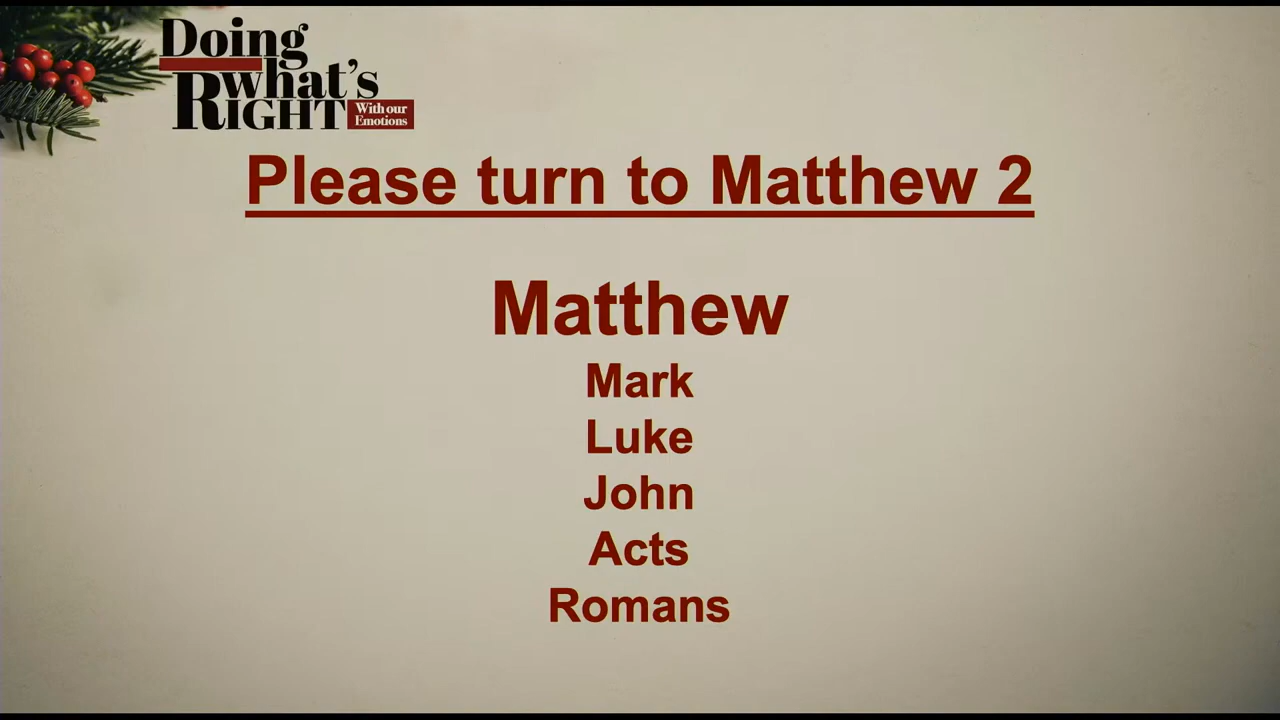 Doing
what's
RIGHT
With our
Emotions
Please turn to Matthew 2
Matthew
Mark
Luke
John
Acts
Romans